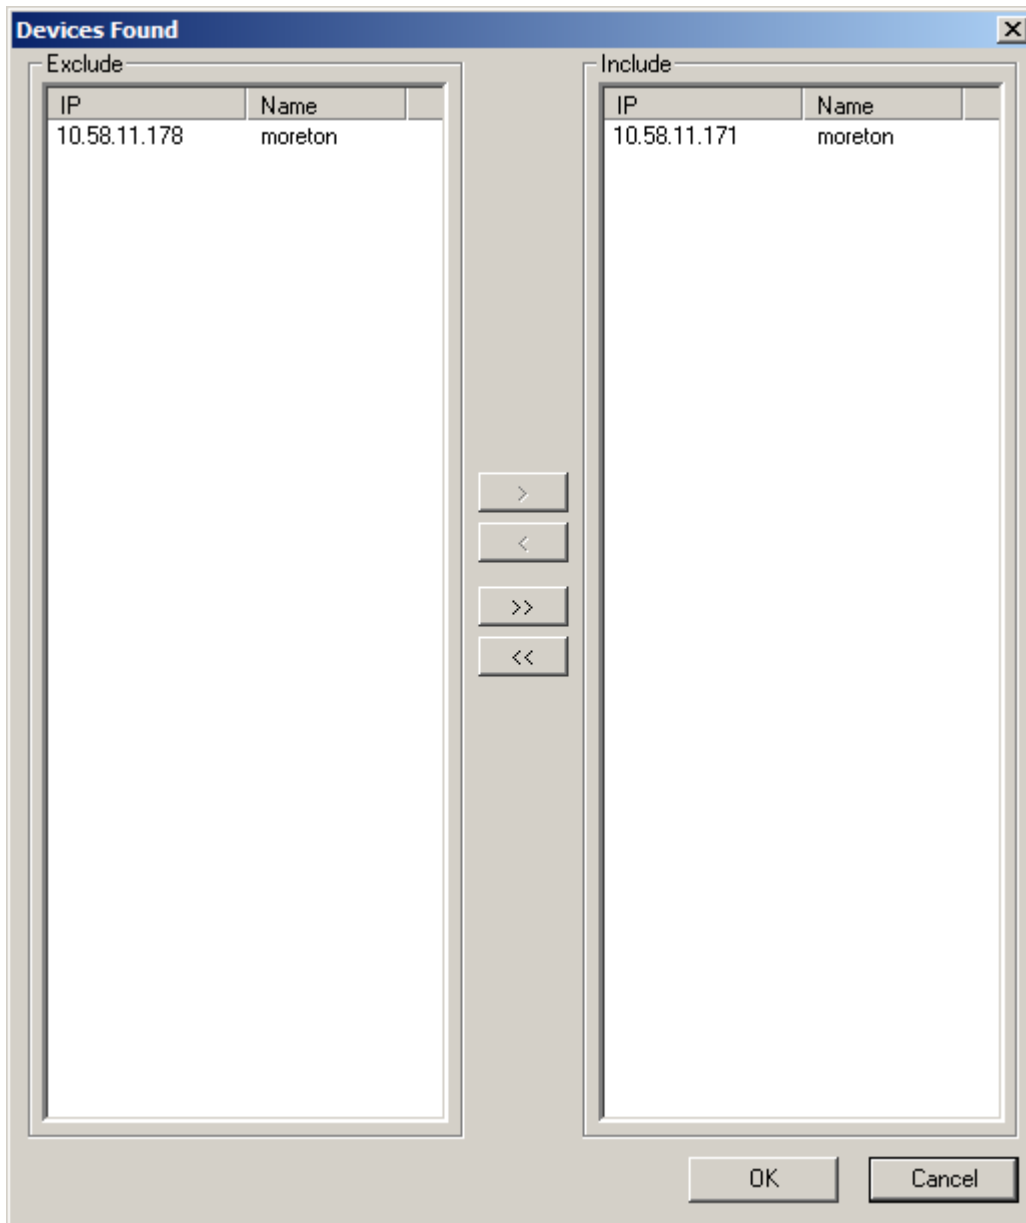 Devices Found
Exclude
IP Name
10.58.11.178 moreton
Include
IP Name
10.58.11.171 moreton
>
<
>>
<<
OK Cancel